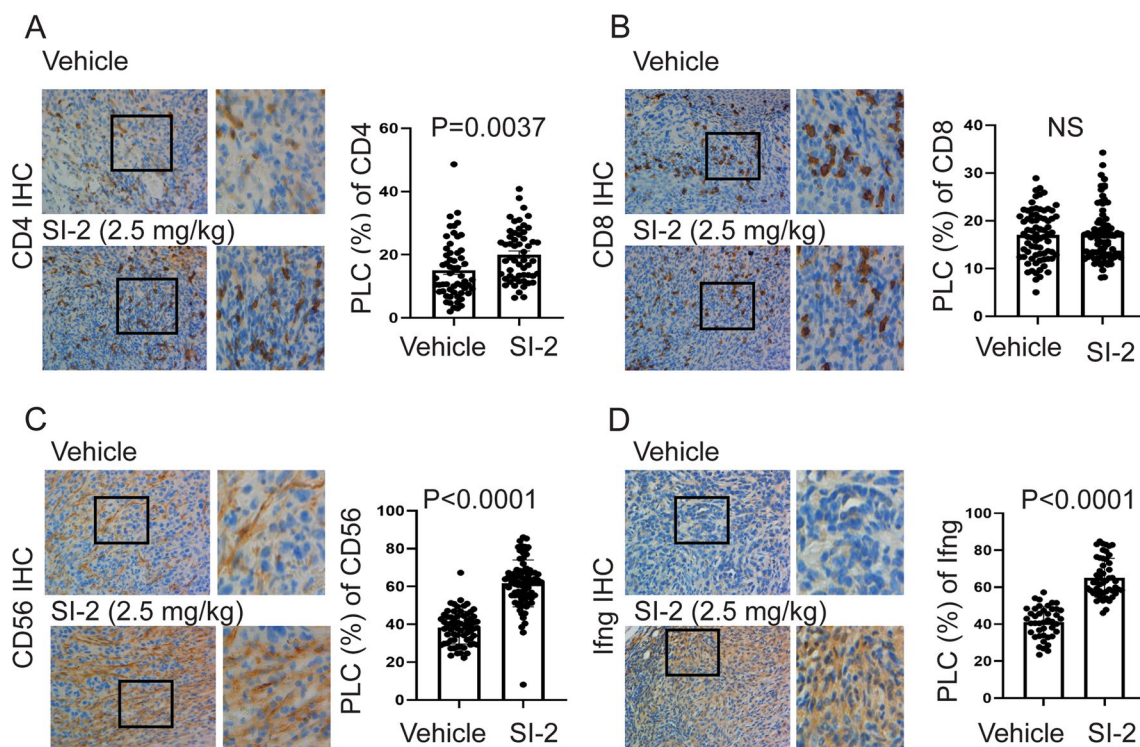 A
Vehicle
CD4 IHC
SI-2 (2.5 mg/kg)
P=0.0037
PLC (%) of CD4
60
40
20
0
Vehicle SI-2
B
Vehicle
CD8 IHC
SI-2 (2.5 mg/kg)
NS
PLC (%) of CD8
40
30
20
10
0
Vehicle SI-2
C
Vehicle
CD56 IHC
SI-2 (2.5 mg/kg)
P<0.0001
PLC (%) of CD56
100
80
60
40
20
0
Vehicle SI-2
D
Vehicle
Ifng IHC
SI-2 (2.5 mg/kg)
P<0.0001
PLC (%) of Ifng
100
80
60
40
20
0
Vehicle SI-2